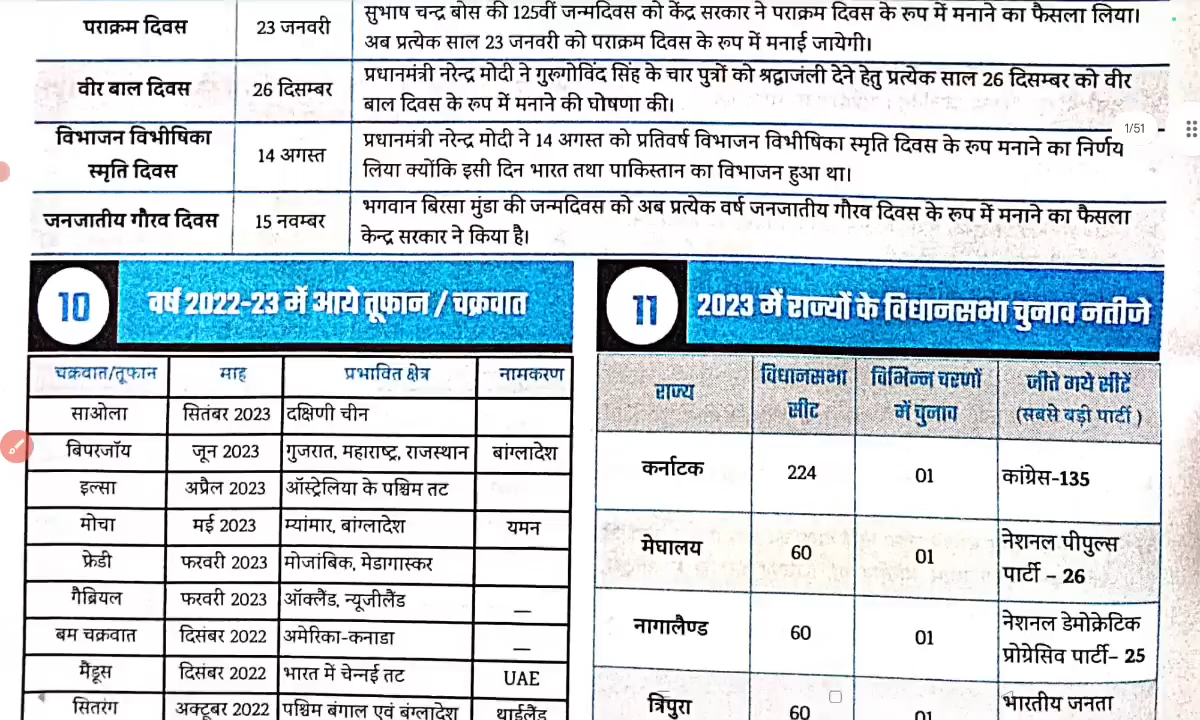 पराक्रम दिवस 23 जनवरी सुभाष चन्द्र बोस की 125वीं जन्मदिवस को केंद्र सरकार ने पराक्रम दिवस के रूप में मनाने का फैसला लिया।
अब प्रत्येक साल 23 जनवरी को पराक्रम दिवस के रूप में मनाई जायेगी।
वीर बाल दिवस 26 दिसम्बर प्रधानमंत्री नरेन्द्र मोदी ने गुरुगोविंद सिंह के चार पुत्रों को श्रद्वाजंली देने हेतु प्रत्येक साल 26 दिसम्बर को वीर
बाल दिवस के रूप में मनाने की घोषणा की।
1/51
विभाजन विभीषिका
स्मृति दिवस
14 अगस्त
प्रधानमंत्री नरेन्द्र मोदी ने 14 अगस्त को प्रतिवर्ष विभाजन विभीषिका स्मृति दिवस के रूप मनाने का निर्णय
लिया क्योंकि इसी दिन भारत तथा पाकिस्तान का विभाजन हुआ था।
जनजातीय गौरव दिवस 15 नवम्बर भगवान बिरसा मुंडा की जन्मदिवस को अब प्रत्येक वर्ष जनजातीय गौरव दिवस के रूप में मनाने का फैसला
केन्द्र सरकार ने किया है।
10 वर्ष 2022-23 में आये तूफान / चक्रवात
चक्रवात/तूफान माह प्रभावित क्षेत्र नामकरण
साओला सितंबर 2023 दक्षिणी चीन
बिपरजॉय जून 2023 गुजरात, महाराष्ट्र, राजस्थान बांग्लादेश
इल्सा अप्रैल 2023 ऑस्ट्रेलिया के पश्चिम तट
मोचा मई 2023 म्यांमार, बांग्लादेश यमन
फ्रेडी फरवरी 2023 मोजांबिक, मेडागास्कर
गैब्रियल फरवरी 2023 ऑक्लैंड, न्यूजीलैंड —
बम चक्रवात दिसंबर 2022 अमेरिका-कनाडा —
मैंडूस दिसंबर 2022 भारत में चेन्नई तट UAE
सितरंग अक्टूबर 2022 पश्चिम बंगाल एवं बंग्लादेश थाईलैंड
11 2023 में राज्यों के विधानसभा चुनाव नतीजे
राज्य
विधानसभा
सीट
विभिन्न चरणों
में चुनाव
जीते गये सीटें
(सबसे बड़ी पार्टी )
कर्नाटक 224 01 कांग्रेस-135
मेघालय 60 01 नेशनल पीपुल्स
पार्टी – 26
नागालैण्ड 60 01 नेशनल डेमोक्रेटिक
प्रोग्रेसिव पार्टी– 25
त्रिपुरा 60 01 भारतीय जनता